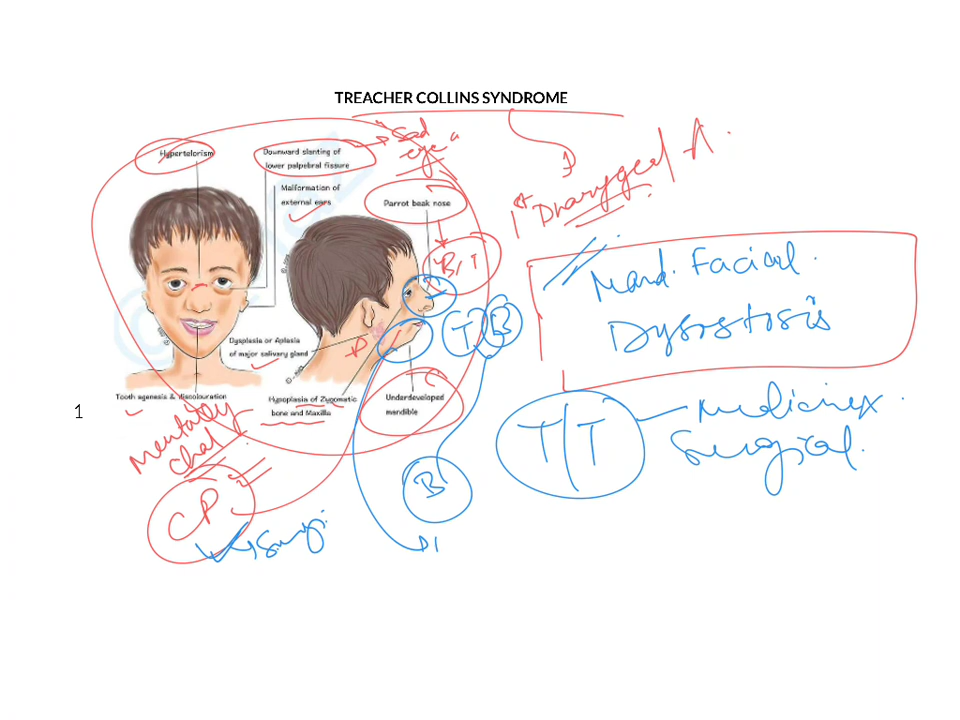 TREACHER COLLINS SYNDROME
Hypertelorism
Downward slanting of
lower palpebral fissure
Sad
eye
Malformation of
external ears
Parrot beak nose
B/T
1st Pharyngeal A.
Mand. Facial.
Dysostosis
T B
Dysplasia or Aplasia
of major salivary gland
Tooth agenesis & discolouration
Hypoplasia of Zygomatic
bone and Maxilla
Underdeveloped
mandible
1
Mentally
Chal
T/T
Medicinex.
Surgical.
B
CP
Surgi.